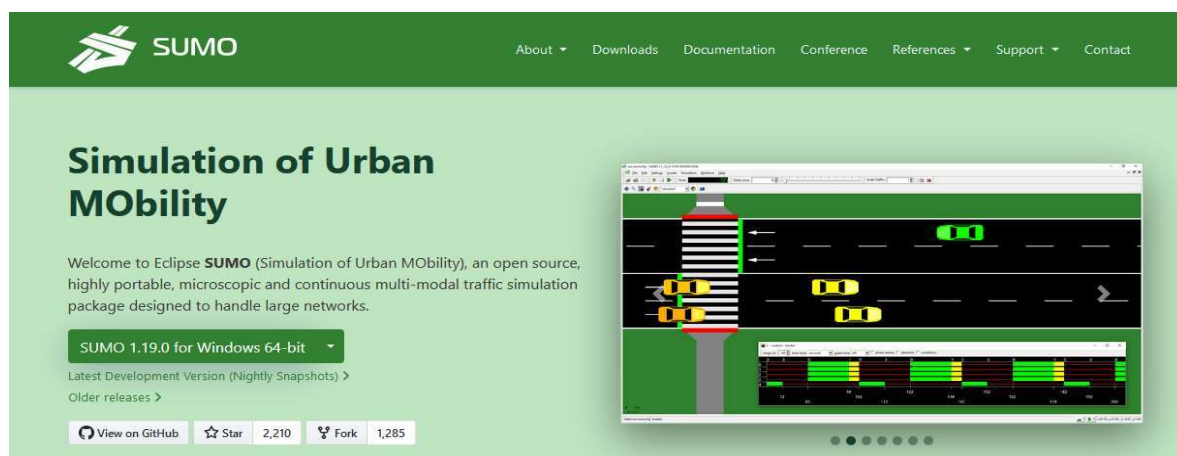 SUMO
About Downloads Documentation Conference References Support Contact
Simulation of Urban
MObility
Welcome to Eclipse SUMO (Simulation of Urban MObility), an open source,
highly portable, microscopic and continuous multi-modal traffic simulation
package designed to handle large networks.
SUMO 1.19.0 for Windows 64-bit
Latest Development Version (Nightly Snapshots)
Older releases
View on GitHub Star 2,210 Fork 1,285